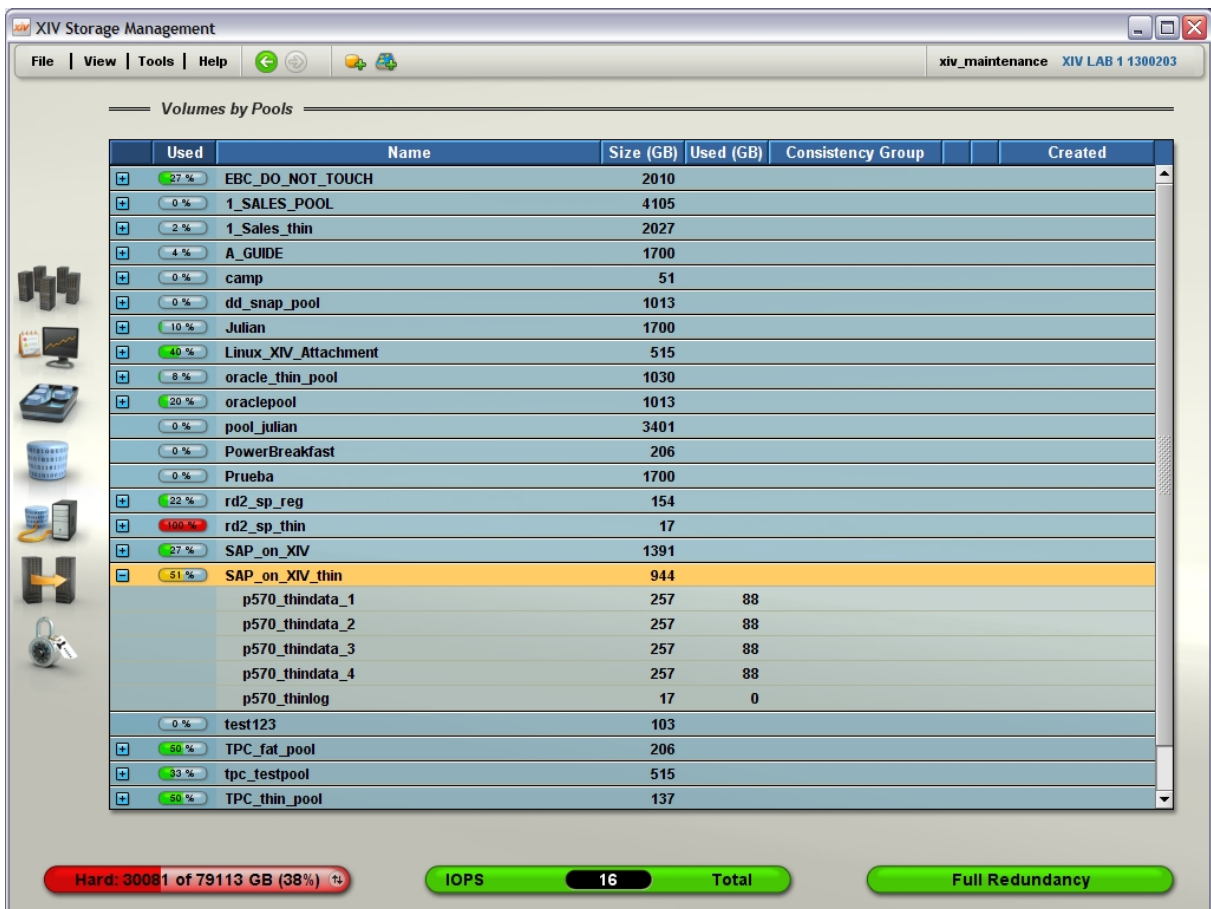 XIV XIV Storage Management
File | View | Tools | Help xiv_maintenance XIV LAB 1 1300203
Volumes by Pools
Used Name Size (GB) Used (GB) Consistency Group Created
27 % EBC_DO_NOT_TOUCH 2010
0 % 1_SALES_POOL 4105
2 % 1_Sales_thin 2027
4 % A_GUIDE 1700
0 % camp 51
0 % dd_snap_pool 1013
10 % Julian 1700
40 % Linux_XIV_Attachment 515
8 % oracle_thin_pool 1030
20 % oraclepool 1013
0 % pool_julian 3401
0 % PowerBreakfast 206
0 % Prueba 1700
22 % rd2_sp_reg 154
100 % rd2_sp_thin 17
27 % SAP_on_XIV 1391
51 % SAP_on_XIV_thin 944
p570_thindata_1 257 88
p570_thindata_2 257 88
p570_thindata_3 257 88
p570_thindata_4 257 88
p570_thinlog 17 0
0 % test123 103
50 % TPC_fat_pool 206
33 % tpc_testpool 515
50 % TPC_thin_pool 137
Hard: 30081 of 79113 GB (38%) IOPS 16 Total Full Redundancy